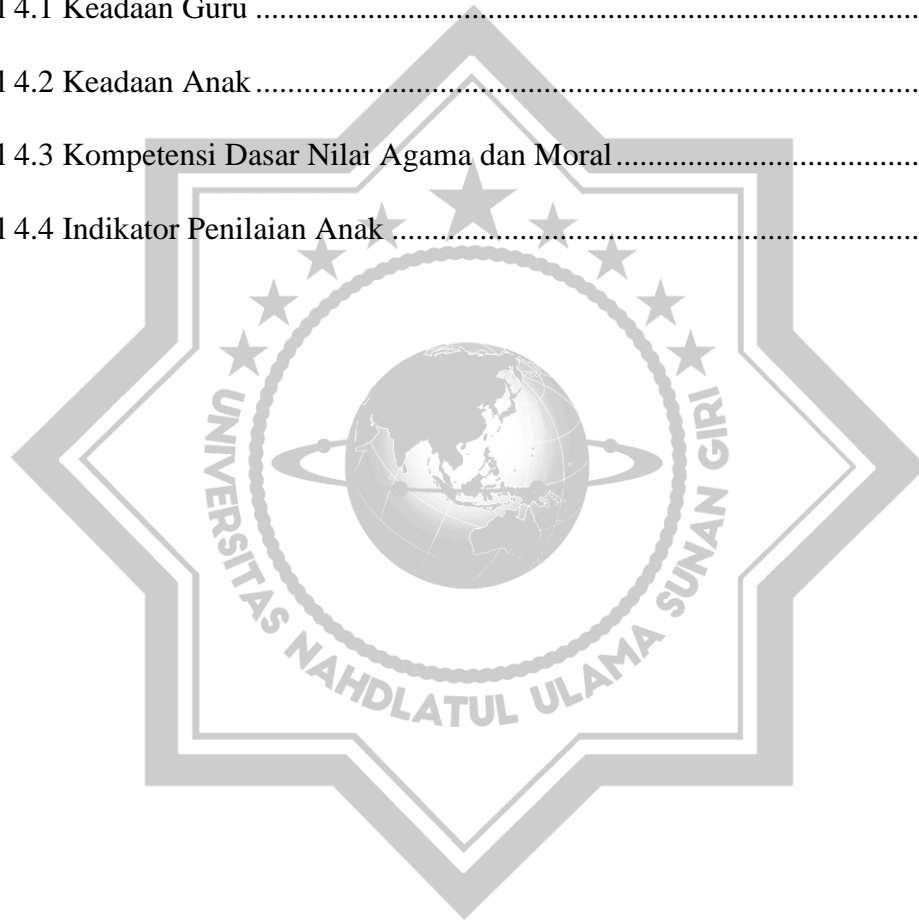 l 4.1 Keadaan Guru ....................................................................................
l 4.2 Keadaan Anak ....................................................................................
l 4.3 Kompetensi Dasar Nilai Agama dan Moral ......................................
l 4.4 Indikator Penilaian Anak ..................................................................
UNIVERSITAS NAHDLATUL ULAMA SUNAN GIRI